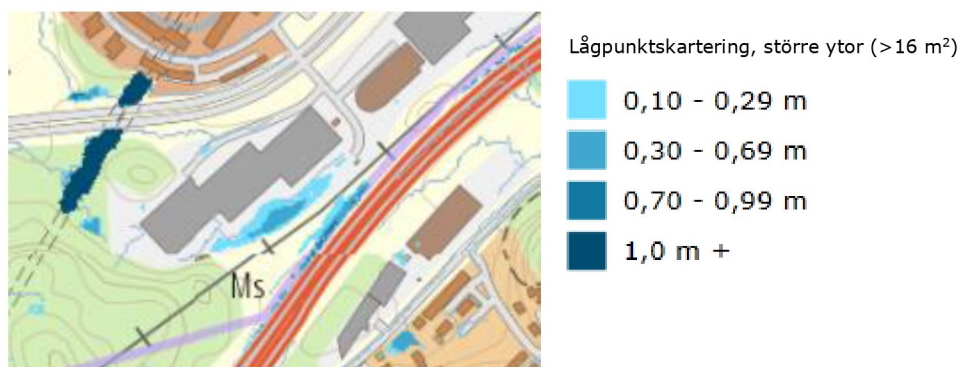 Lågpunktskartering, större ytor (>16 m²)
0,10 - 0,29 m
0,30 - 0,69 m
0,70 - 0,99 m
1,0 m +
Ms